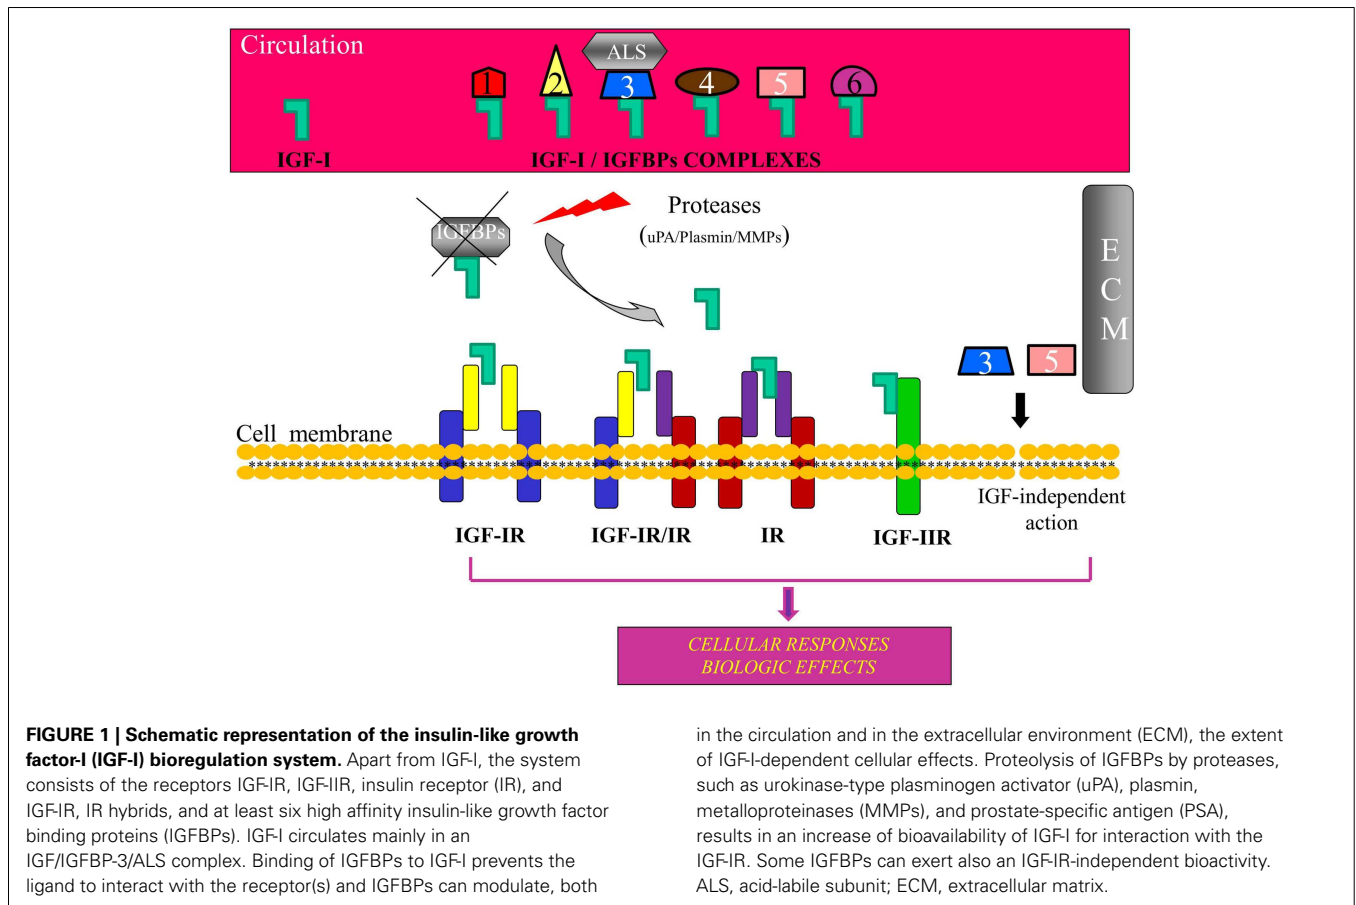 Circulation
ALS
1
2
3
4
5
6
IGF-I
IGF-I / IGFBPs COMPLEXES
IGFBPs
Proteases
(uPA/Plasmin/MMPs)
E
C
M
3
5
Cell membrane
****************************************************************
IGF-independent
action
IGF-IR
IGF-IR/IR
IR
IGF-IIR
CELLULAR RESPONSES
BIOLOGIC EFFECTS
FIGURE 1 | Schematic representation of the insulin-like growth
factor-I (IGF-I) bioregulation system. Apart from IGF-I, the system
consists of the receptors IGF-IR, IGF-IIR, insulin receptor (IR), and
IGF-IR, IR hybrids, and at least six high affinity insulin-like growth factor
binding proteins (IGFBPs). IGF-I circulates mainly in an
IGF/IGFBP-3/ALS complex. Binding of IGFBPs to IGF-I prevents the
ligand to interact with the receptor(s) and IGFBPs can modulate, both
in the circulation and in the extracellular environment (ECM), the extent
of IGF-I-dependent cellular effects. Proteolysis of IGFBPs by proteases,
such as urokinase-type plasminogen activator (uPA), plasmin,
metalloproteinases (MMPs), and prostate-specific antigen (PSA),
results in an increase of bioavailability of IGF-I for interaction with the
IGF-IR. Some IGFBPs can exert also an IGF-IR-independent bioactivity.
ALS, acid-labile subunit; ECM, extracellular matrix.